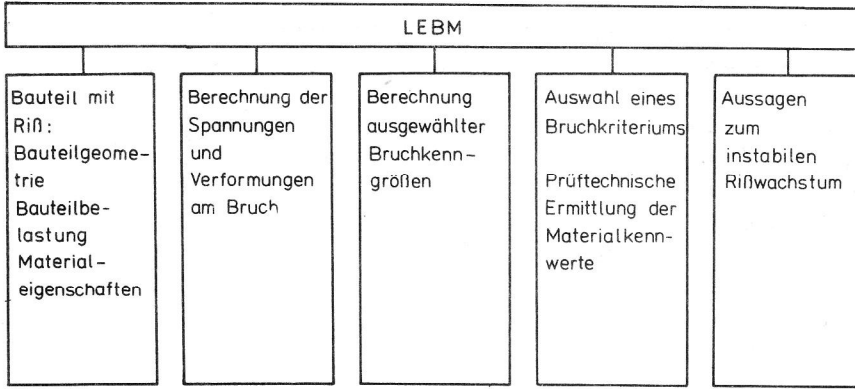 LEBM
Bauteil mit
Riß:
Bauteilgeome-
trie
Bauteilbe-
lastung
Material-
eigenschaften
Berechnung der
Spannungen
und
Verformungen
am Bruch
Berechnung
ausgewählter
Bruchkenn-
größen
Auswahl eines
Bruchkriteriums
Prüftechnische
Ermittlung der
Materialkenn-
werte
Aussagen
zum
instabilen
Rißwachstum